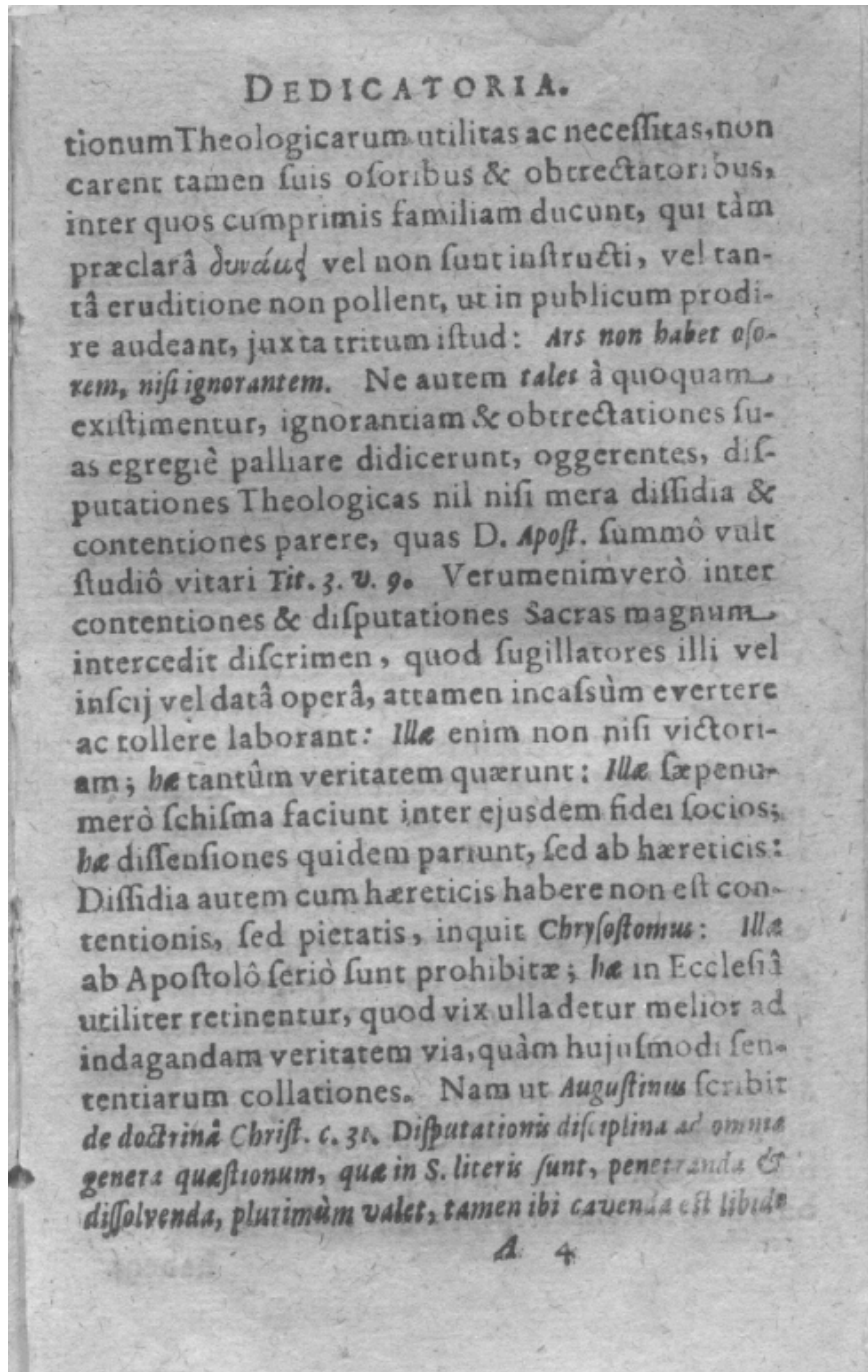 DEDICATORIA.
tionum Theologicarum utilitas ac neceſſitas, non
carent tamen ſuis oſoribus & obtrectatoribus,
inter quos cumprimis familiam ducunt, qui tàm
præclarâ δυνάμει vel non ſunt inſtructi, vel tan-
tâ eruditione non pollent, ut in publicum prodi-
re audeant, juxta tritum iſtud: Ars non habet oſo-
rem, niſi ignorantem. Ne autem tales à quoquam
exiſtimentur, ignorantiam & obtrectationes ſu-
as egregiè palliare didicerunt, oggerentes, diſ-
putationes Theologicas nil niſi mera diſſidia &
contentiones parere, quas D. Apoſt. ſummô vult
ſtudiô vitari Tit. 3. v. 9. Verumenimverò inter
contentiones & diſputationes Sacras magnum
intercedit diſcrimen, quod ſugillatores illi vel
inſcij vel datâ operâ, attamen incaſsùm evertere
ac tollere laborant: Illæ enim non niſi victori-
am; hæ tantûm veritatem quærunt: Illæ ſæpenu-
merò ſchiſma faciunt inter ejusdem fidei ſocios;
hæ diſſenſiones quidem pariunt, ſed ab hæreticis:
Diſſidia autem cum hæreticis habere non eſt con-
tentionis, ſed pietatis, inquit Chryſoſtomus: Illæ
ab Apoſtolô ſeriò ſunt prohibitæ; hæ in Eccleſiâ
utiliter retinentur, quod vix ulla detur melior ad
indagandam veritatem via, quàm hujuſmodi ſen-
tentiarum collationes. Nam ut Auguſtinus ſcribit
de doctrinâ Chriſt. c. 31. Diſputationis diſciplina ad omnia
genera quæſtionum, quæ in S. literis ſunt, penetranda &
diſſolvenda, plurimùm valet, tamen ibi cavenda eſt libido
A 4